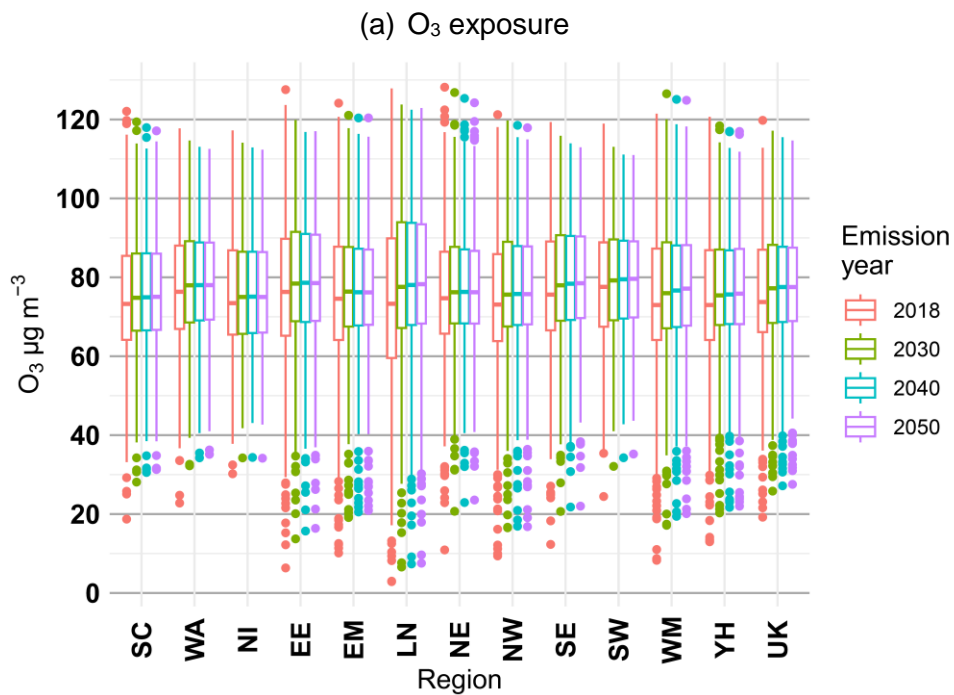 (a) O₃ exposure
O₃ µg m⁻³
120
100
80
60
40
20
0
SC
WA
NI
EE
EM
LN
NE
NW
SE
SW
WM
YH
UK
Region
Emission
year
2018
2030
2040
2050